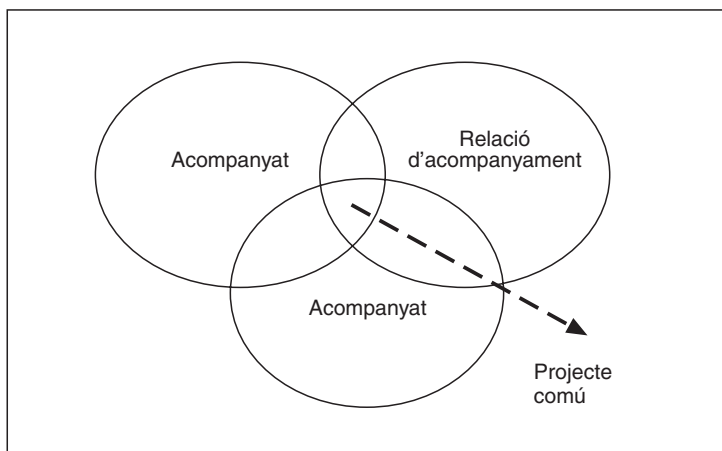 Acompanyat
Relació
d'acompanyament
Acompanyat
Projecte
comú